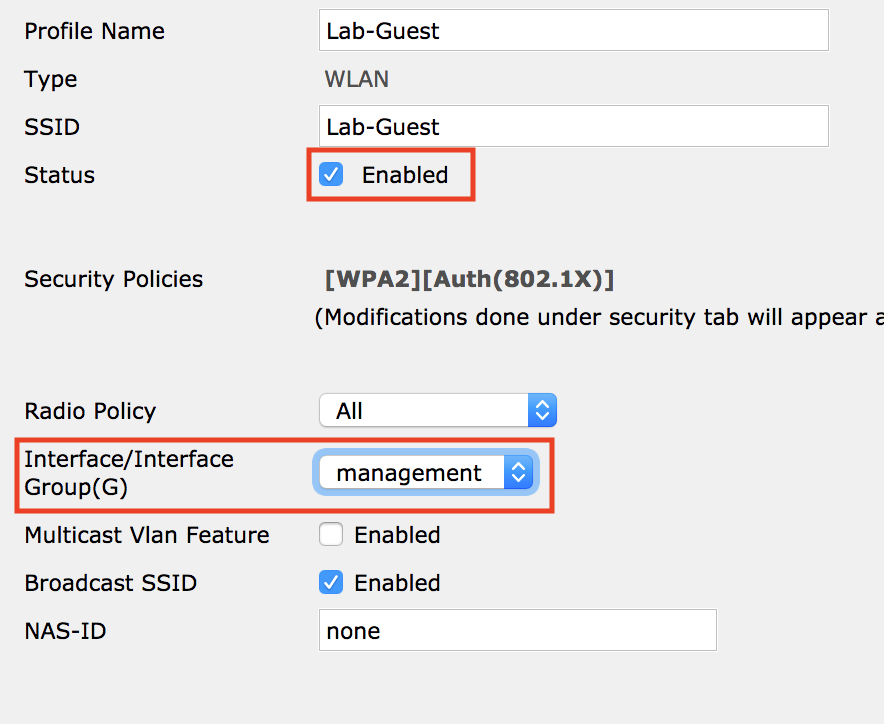 Profile Name Lab-Guest
Type WLAN
SSID Lab-Guest
Status Enabled
Security Policies [WPA2][Auth(802.1X)]
(Modifications done under security tab will appear a
Radio Policy All
Interface/Interface
Group(G) management
Multicast Vlan Feature Enabled
Broadcast SSID Enabled
NAS-ID none